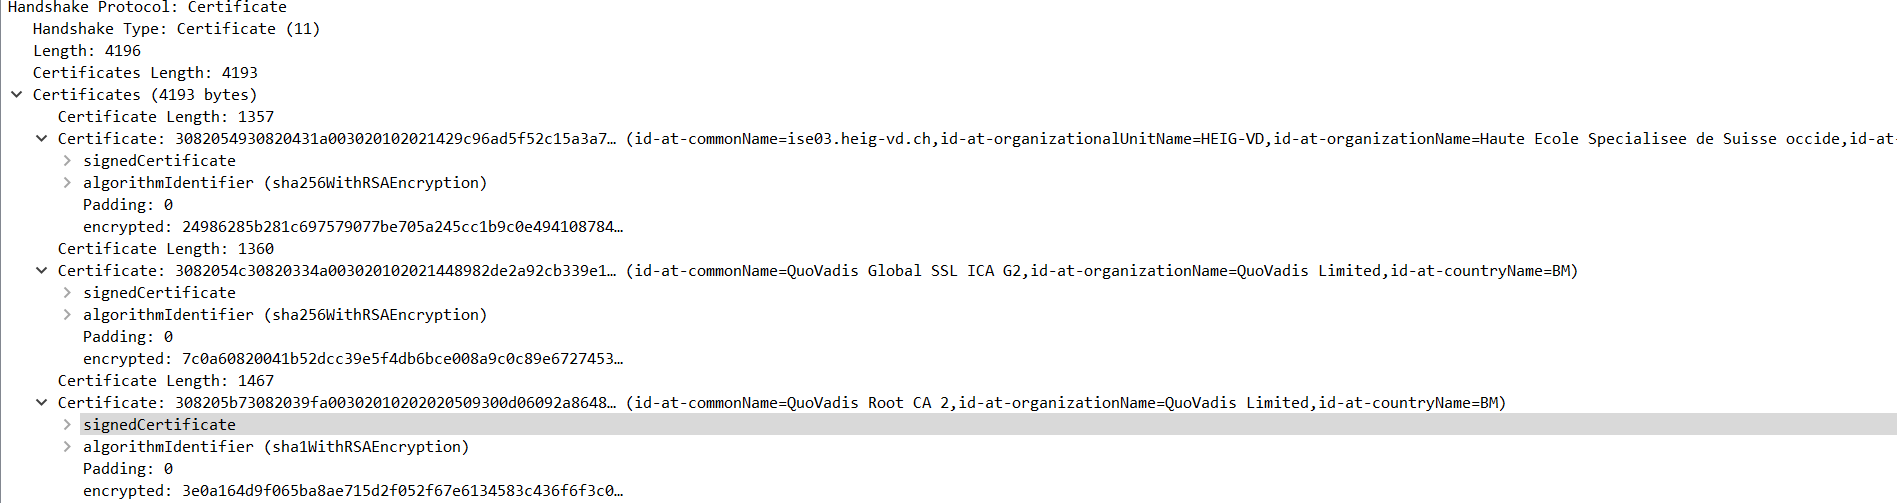 Handshake Protocol: Certificate
Handshake Type: Certificate (11)
Length: 4196
Certificates Length: 4193
Certificates (4193 bytes)
Certificate Length: 1357
Certificate: 3082054930820431a003020102021429c96ad5f52c15a3a7… (id-at-commonName=ise03.heig-vd.ch,id-at-organizationalUnitName=HEIG-VD,id-at-organizationName=Haute Ecole Specialisee de Suisse occide,id-at-
signedCertificate
algorithmIdentifier (sha256WithRSAEncryption)
Padding: 0
encrypted: 24986285b281c697579077be705a245cc1b9c0e494108784…
Certificate Length: 1360
Certificate: 3082054c30820334a003020102021448982de2a92cb339e1… (id-at-commonName=QuoVadis Global SSL ICA G2,id-at-organizationName=QuoVadis Limited,id-at-countryName=BM)
signedCertificate
algorithmIdentifier (sha256WithRSAEncryption)
Padding: 0
encrypted: 7c0a60820041b52dcc39e5f4db6bce008a9c0c89e6727453…
Certificate Length: 1467
Certificate: 308205b73082039fa00302010202020509300d06092a8648… (id-at-commonName=QuoVadis Root CA 2,id-at-organizationName=QuoVadis Limited,id-at-countryName=BM)
signedCertificate
algorithmIdentifier (sha1WithRSAEncryption)
Padding: 0
encrypted: 3e0a164d9f065ba8ae715d2f052f67e6134583c436f6f3c0…